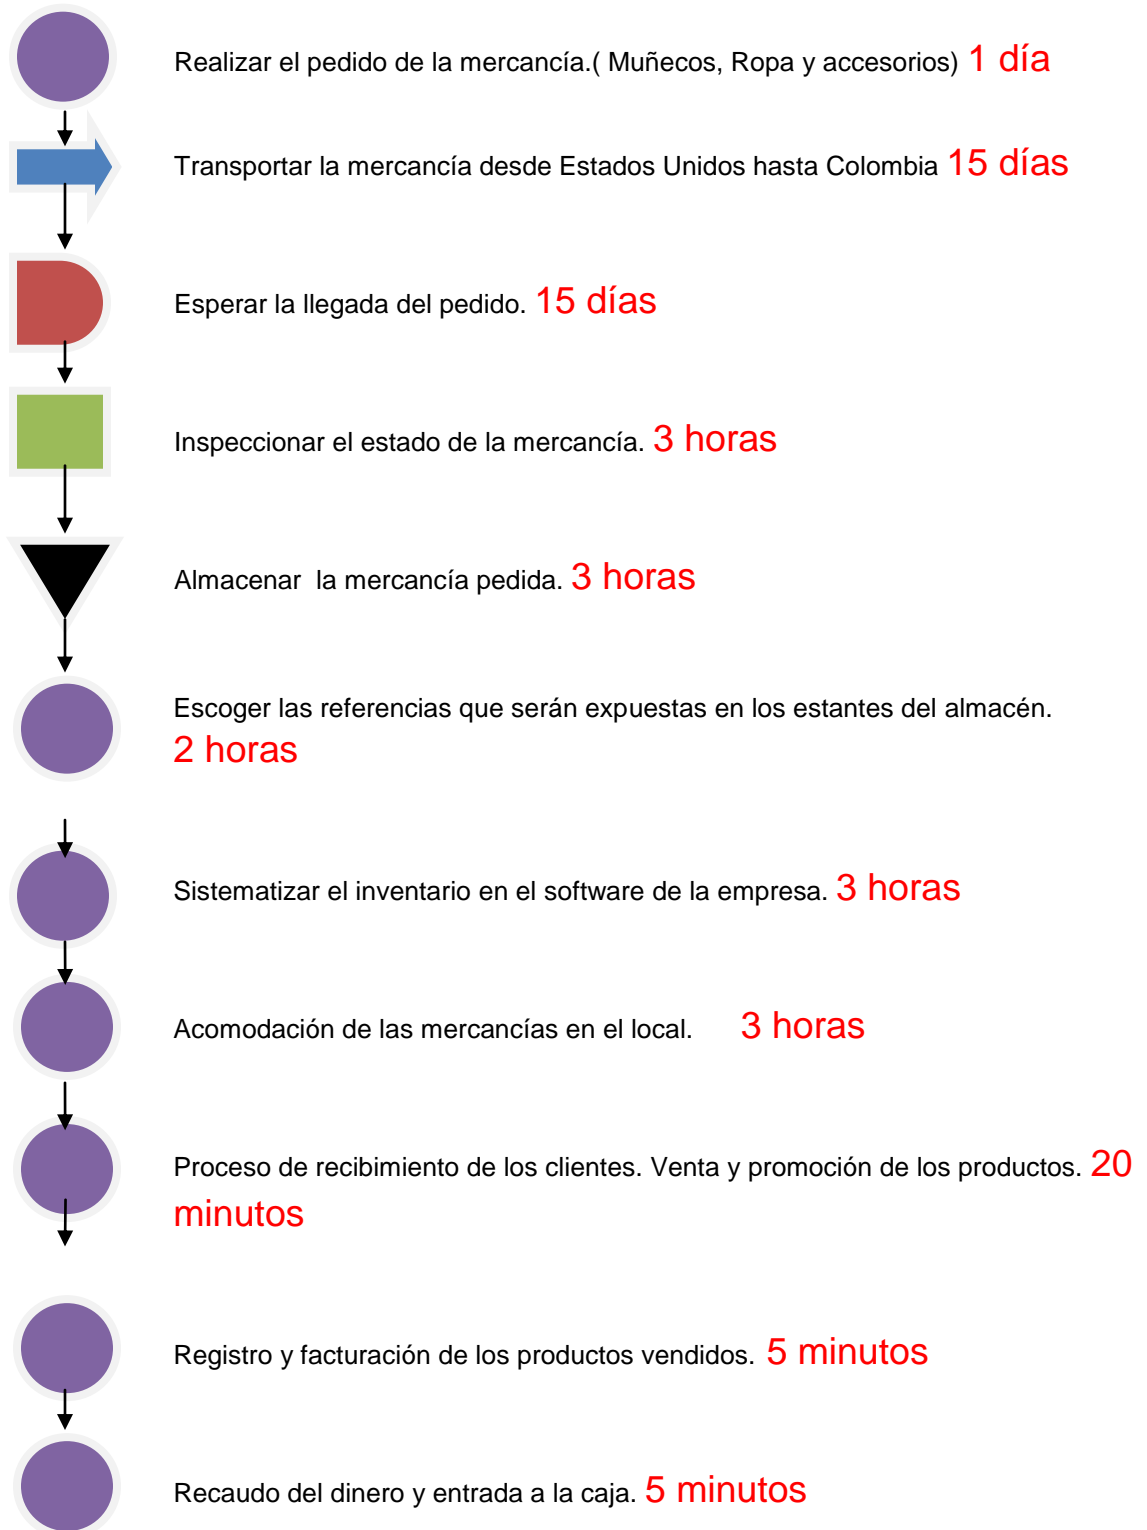 Realizar el pedido de la mercancía.( Muñecos, Ropa y accesorios) 1 día
Transportar la mercancía desde Estados Unidos hasta Colombia 15 días
Esperar la llegada del pedido. 15 días
Inspeccionar el estado de la mercancía. 3 horas
Almacenar  la mercancía pedida. 3 horas
Escoger las referencias que serán expuestas en los estantes del almacén.
2 horas
Sistematizar el inventario en el software de la empresa. 3 horas
Acomodación de las mercancías en el local. 3 horas
Proceso de recibimiento de los clientes. Venta y promoción de los productos. 20
minutos
Registro y facturación de los productos vendidos. 5 minutos
Recaudo del dinero y entrada a la caja. 5 minutos